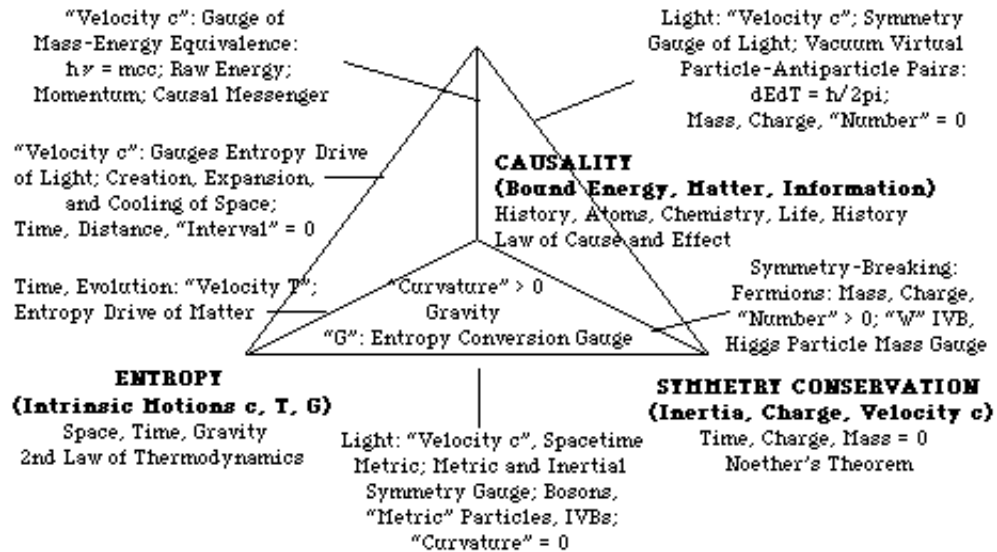 “Velocity c”: Gauge of
Mass-Energy Equivalence:
hν = mcc; Raw Energy;
Momentum; Causal Messenger
Light: “Velocity c”; Symmetry
Gauge of Light; Vacuum Virtual
Particle-Antiparticle Pairs:
dEdT = h/2pi;
Mass, Charge, “Number” = 0
“Velocity c”: Gauges Entropy Drive
of Light; Creation, Expansion,
and Cooling of Space;
Time, Distance, “Interval” = 0
CAUSALITY
(Bound Energy, Matter, Information)
History, Atoms, Chemistry, Life, History
Law of Cause and Effect
Time, Evolution: “Velocity T”;
Entropy Drive of Matter
“Curvature” > 0
Gravity
“G”: Entropy Conversion Gauge
Symmetry-Breaking:
Fermions: Mass, Charge,
“Number” > 0; “W” IVB,
Higgs Particle Mass Gauge
ENTROPY
(Intrinsic Motions c, T, G)
Space, Time, Gravity
2nd Law of Thermodynamics
Light: “Velocity c”, Spacetime
Metric; Metric and Inertial
Symmetry Gauge; Bosons,
“Metric” Particles, IVBs;
“Curvature” = 0
SYMMETRY CONSERVATION
(Inertia, Charge, Velocity c)
Time, Charge, Mass = 0
Noether’s Theorem